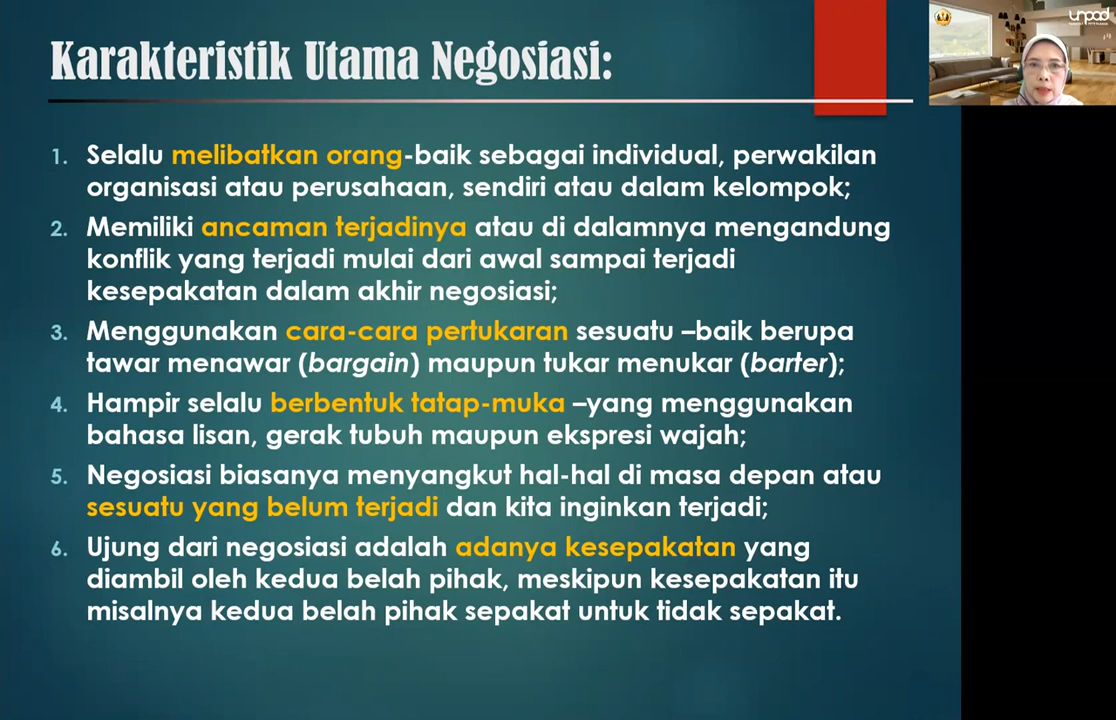 Karakteristik Utama Negosiasi:
unpad
1. Selalu melibatkan orang-baik sebagai individual, perwakilan
organisasi atau perusahaan, sendiri atau dalam kelompok;
2. Memiliki ancaman terjadinya atau di dalamnya mengandung
konflik yang terjadi mulai dari awal sampai terjadi
kesepakatan dalam akhir negosiasi;
3. Menggunakan cara-cara pertukaran sesuatu –baik berupa
tawar menawar (bargain) maupun tukar menukar (barter);
4. Hampir selalu berbentuk tatap-muka –yang menggunakan
bahasa lisan, gerak tubuh maupun ekspresi wajah;
5. Negosiasi biasanya menyangkut hal-hal di masa depan atau
sesuatu yang belum terjadi dan kita inginkan terjadi;
6. Ujung dari negosiasi adalah adanya kesepakatan yang
diambil oleh kedua belah pihak, meskipun kesepakatan itu
misalnya kedua belah pihak sepakat untuk tidak sepakat.